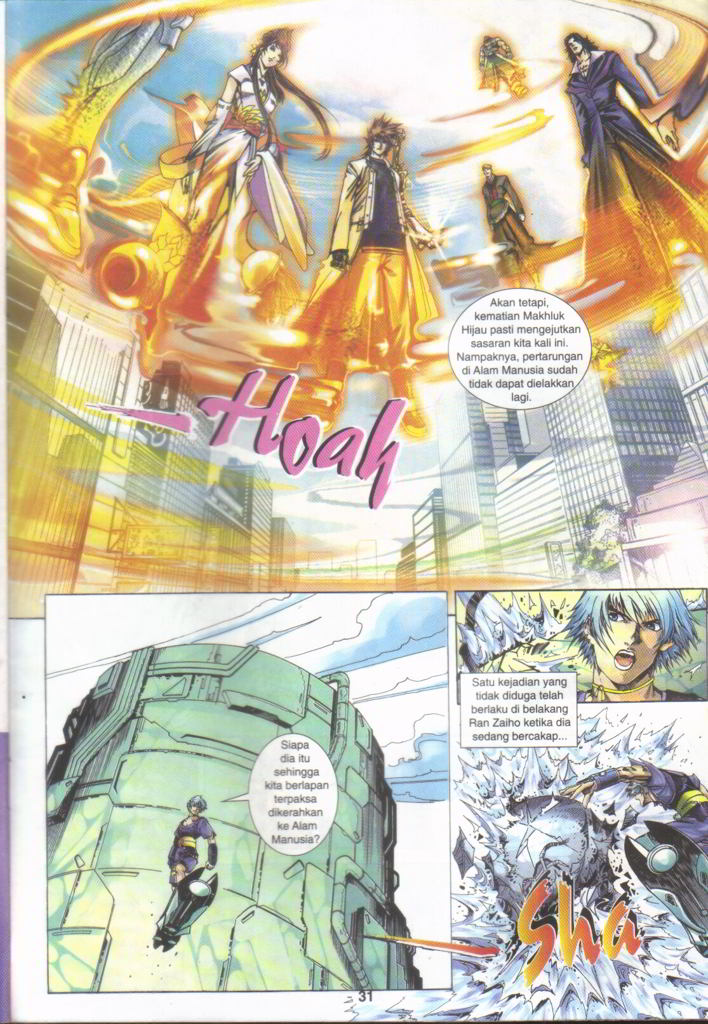 Akan tetapi,
kematian Makhluk
Hijau pasti mengejutkan
sasaran kita kali ini.
Nampaknya, pertarungan
di Alam Manusia sudah
tidak dapat dielakkan
lagi.
Hoah
Siapa
dia itu
sehingga
kita berlapan
terpaksa
dikerahkan
ke Alam
Manusia?
Satu kejadian yang
tidak diduga telah
berlaku di belakang
Ran Zaiho ketika dia
sedang bercakap...
Sha
31